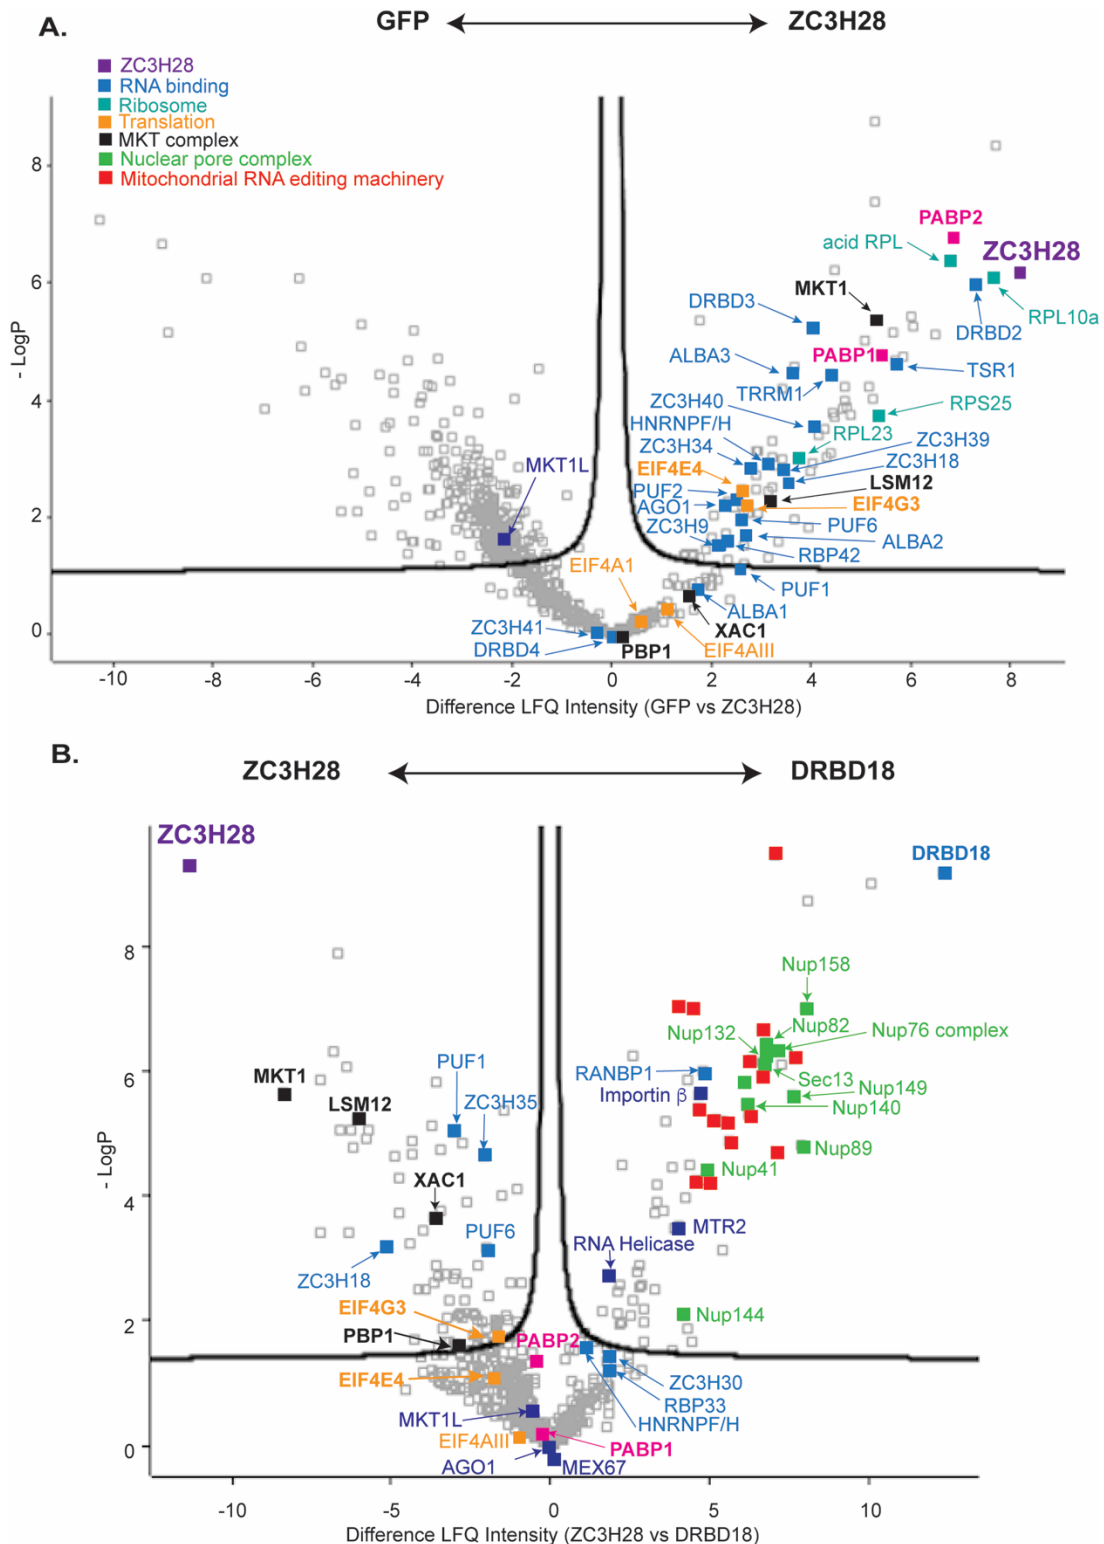 A.
GFP
ZC3H28
ZC3H28
RNA binding
Ribosome
Translation
MKT complex
Nuclear pore complex
Mitochondrial RNA editing machinery
- LogP
8
6
4
2
0
PABP2
acid RPL
ZC3H28
MKT1
RPL10a
DRBD3
DRBD2
PABP1
ALBA3
TSR1
TRRM1
ZC3H40
RPS25
HNRNPF/H
RPL23
ZC3H39
ZC3H34
ZC3H18
EIF4E4
MKT1L
LSM12
PUF2
EIF4G3
AGO1
PUF6
ZC3H9
ALBA2
RBP42
EIF4A1
PUF1
ALBA1
ZC3H41
XAC1
DRBD4
PBP1
EIF4AIII
-10
-8
-6
-4
-2
0
2
4
6
8
Difference LFQ Intensity (GFP vs ZC3H28)
B.
ZC3H28
DRBD18
ZC3H28
DRBD18
- LogP
8
6
4
2
0
Nup158
Nup82
Nup132
Nup76 complex
PUF1
RANBP1
Sec13
MKT1
Importin β
Nup149
LSM12
ZC3H35
Nup140
Nup89
Nup41
XAC1
PUF6
MTR2
RNA Helicase
ZC3H18
EIF4G3
Nup144
PBP1
PABP2
EIF4E4
ZC3H30
RBP33
MKT1L
HNRNPF/H
EIF4AIII
PABP1
AGO1
MEX67
-10
-5
0
5
10
Difference LFQ Intensity (ZC3H28 vs DRBD18)